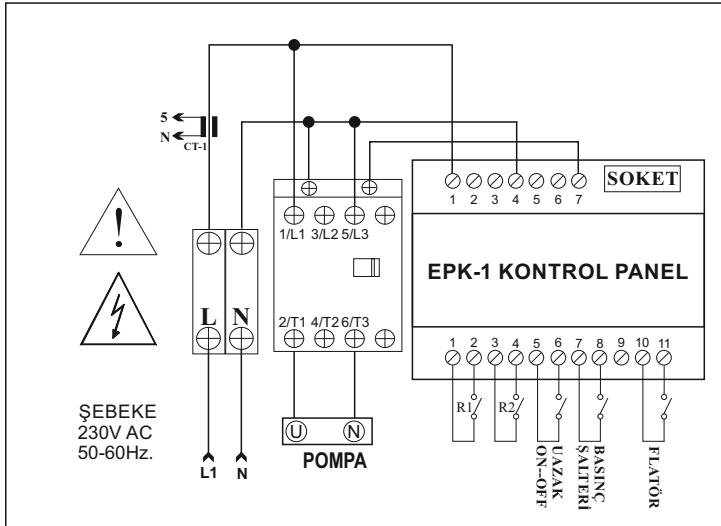 5
N
CT-1
SOKET
1 2 3 4 5 6 7
1/L1 3/L2 5/L3
EPK-1 KONTROL PANEL
L N
2/T1 4/T2 6/T3
1 2 3 4 5 6 7 8 9 10 11
R1
R2
ŞEBEKE
230V AC
50-60Hz.
L1
N
U
N
POMPA
ON--OFF
UAZAK
ŞALTERİ
BASINÇ
FLATÖR
!